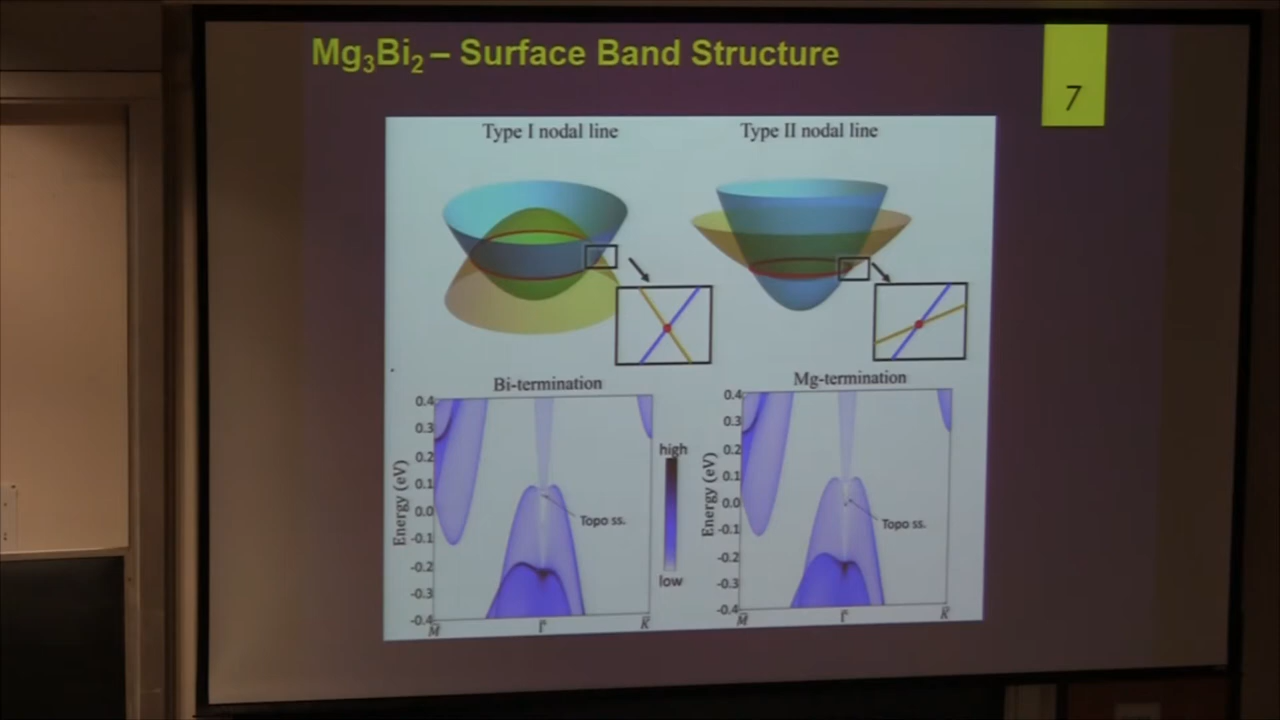 Mg₃Bi₂ – Surface Band Structure
7
Type I nodal line
Type II nodal line
Bi-termination
Mg-termination
0.4
0.3
0.2
0.1
0.0
-0.1
-0.2
-0.3
-0.4
Energy (eV)
Topo ss.
M̄
Γ̄
K̄
high
low
0.4
0.3
0.2
0.1
0.0
-0.1
-0.2
-0.3
-0.4
Energy (eV)
Topo ss.
M̄
Γ̄
K̄